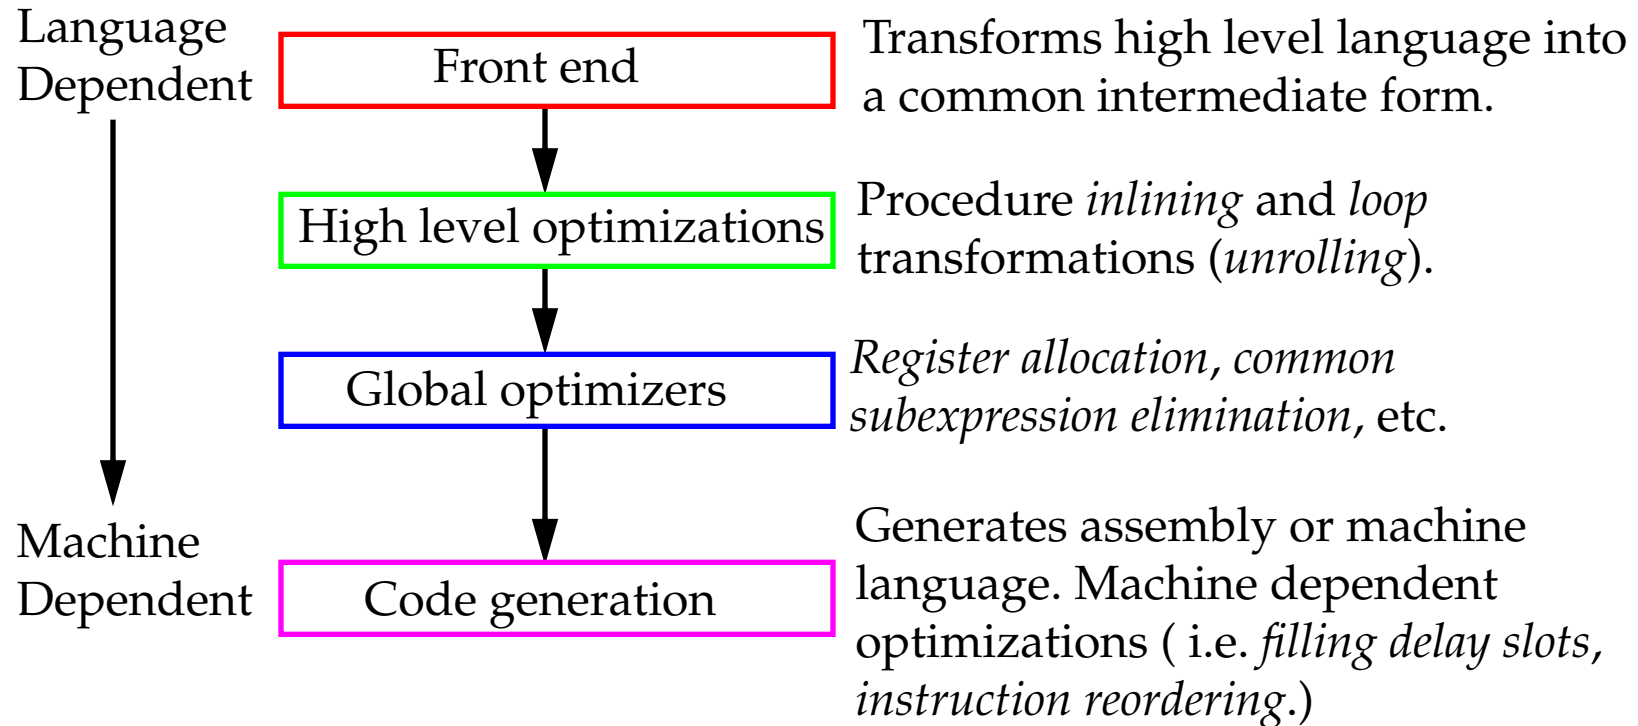 Language
Dependent
Front end
Transforms high level language into
a common intermediate form.
High level optimizations
Procedure inlining and loop
transformations (unrolling).
Global optimizers
Register allocation, common
subexpression elimination, etc.
Machine
Dependent
Code generation
Generates assembly or machine
language. Machine dependent
optimizations ( i.e. filling delay slots,
instruction reordering.)